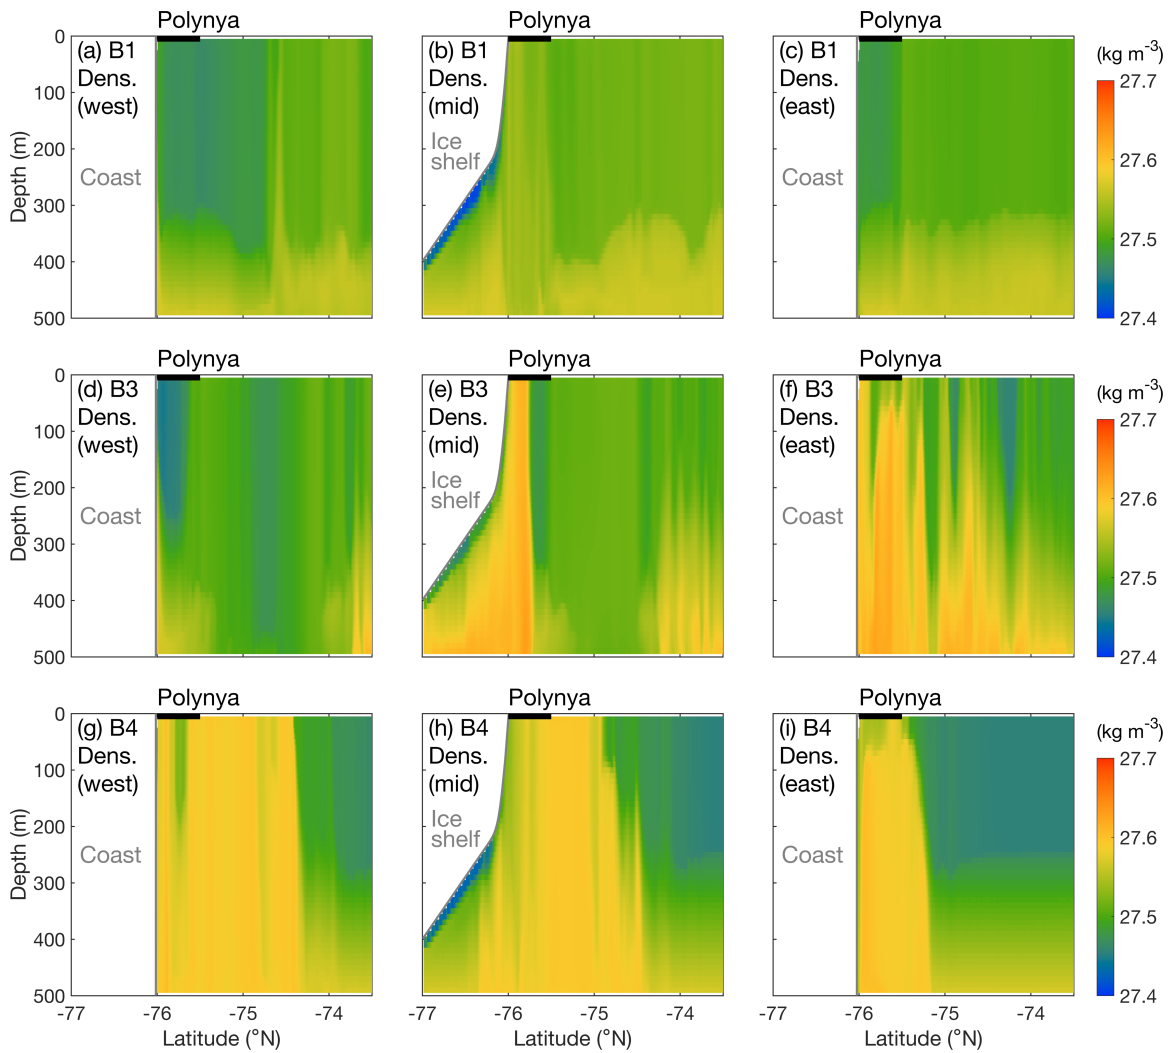 Polynya
Polynya
Polynya
(a) B1
Dens.
(west)
Coast
0
100
200
300
400
500
Depth (m)
(b) B1
Dens.
(mid)
Ice
shelf
(c) B1
Dens.
(east)
Coast
(kg m⁻³)
27.7
27.6
27.5
27.4
Polynya
Polynya
Polynya
(d) B3
Dens.
(west)
Coast
0
100
200
300
400
500
Depth (m)
(e) B3
Dens.
(mid)
Ice
shelf
(f) B3
Dens.
(east)
Coast
(kg m⁻³)
27.7
27.6
27.5
27.4
Polynya
Polynya
Polynya
(g) B4
Dens.
(west)
Coast
0
100
200
300
400
500
Depth (m)
-77 -76 -75 -74
Latitude (°N)
(h) B4
Dens.
(mid)
Ice
shelf
-77 -76 -75 -74
Latitude (°N)
(i) B4
Dens.
(east)
Coast
-77 -76 -75 -74
Latitude (°N)
(kg m⁻³)
27.7
27.6
27.5
27.4